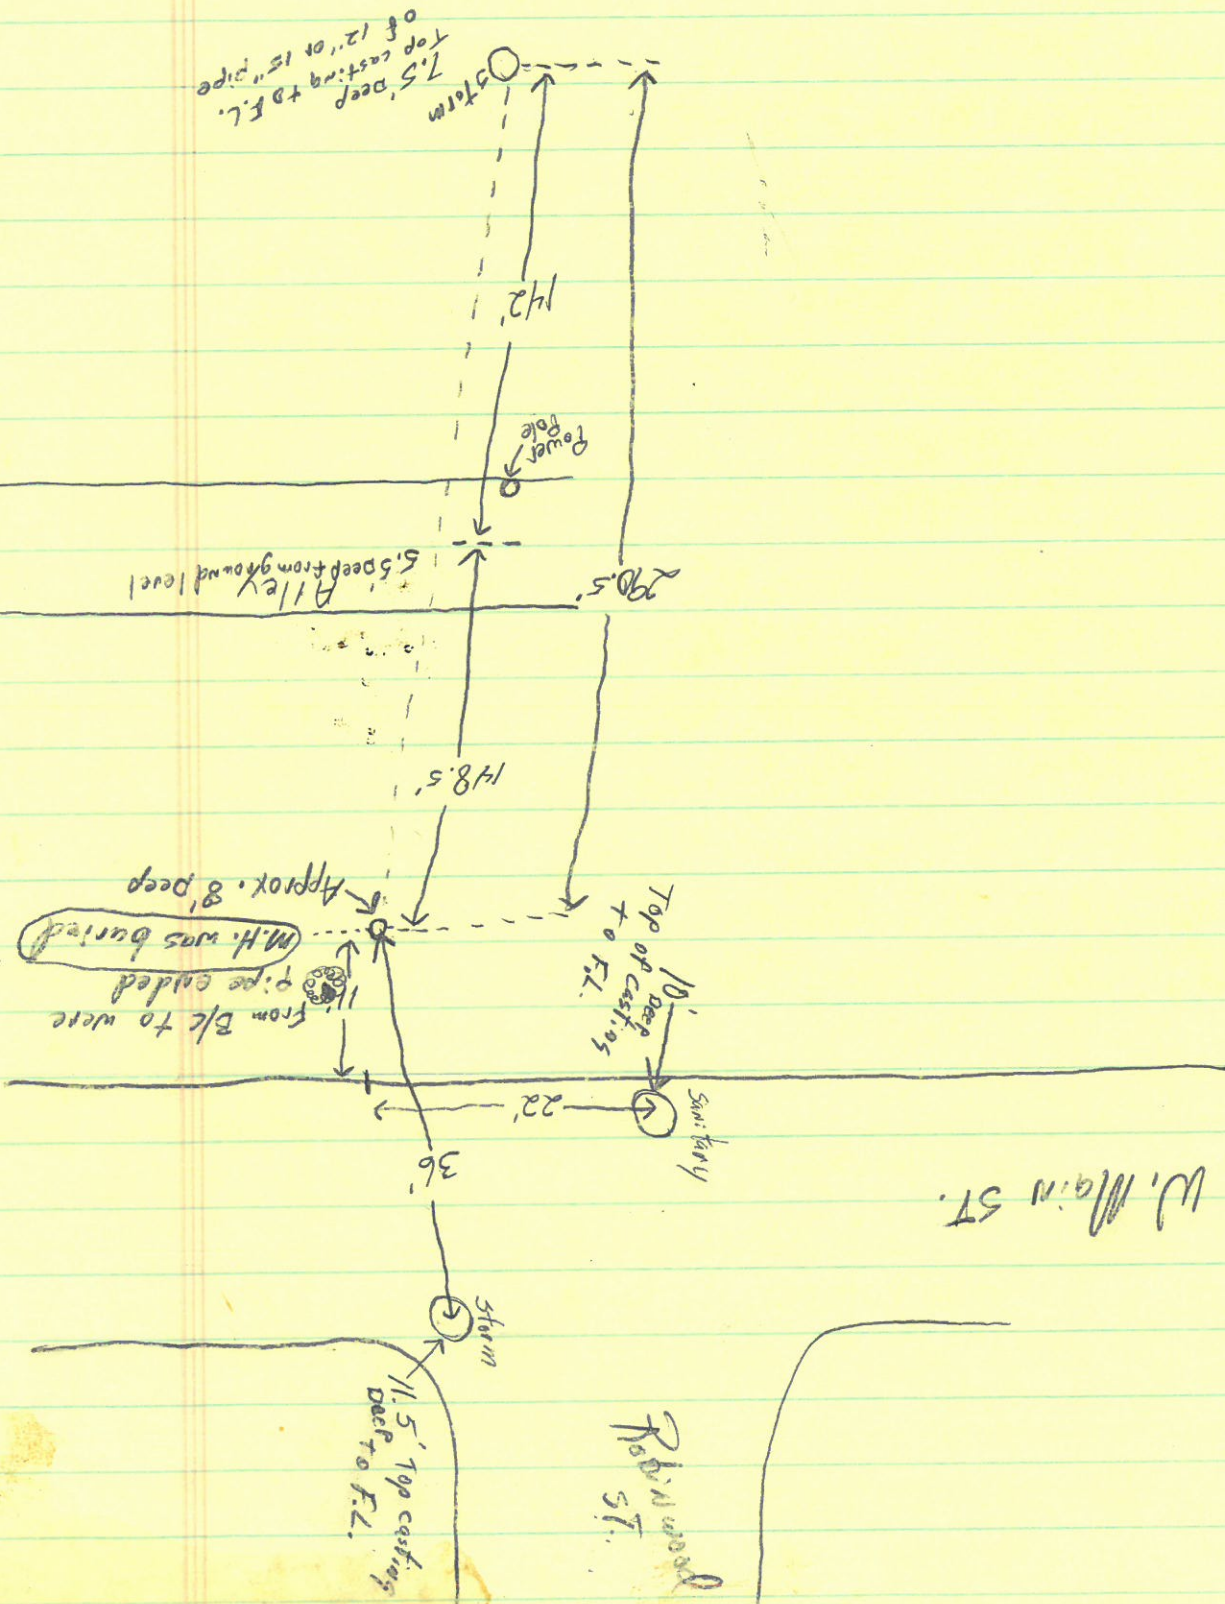 Robinwood
ST.
11.5' Top casting
Deep to F.L.
Storm
W. Main ST.
36'
Sanitary
22'
10' Deep
Top of casting
to F.L.
11'
From B/c to were
pipe ended
M.H. was buried
Approx. 8' Deep
148.5'
290.5'
Alley
5.5' Deep from ground level
Power
Pole
142'
Storm
7.5' Deep
Top casting to F.L.
of 12" or 15" pipe